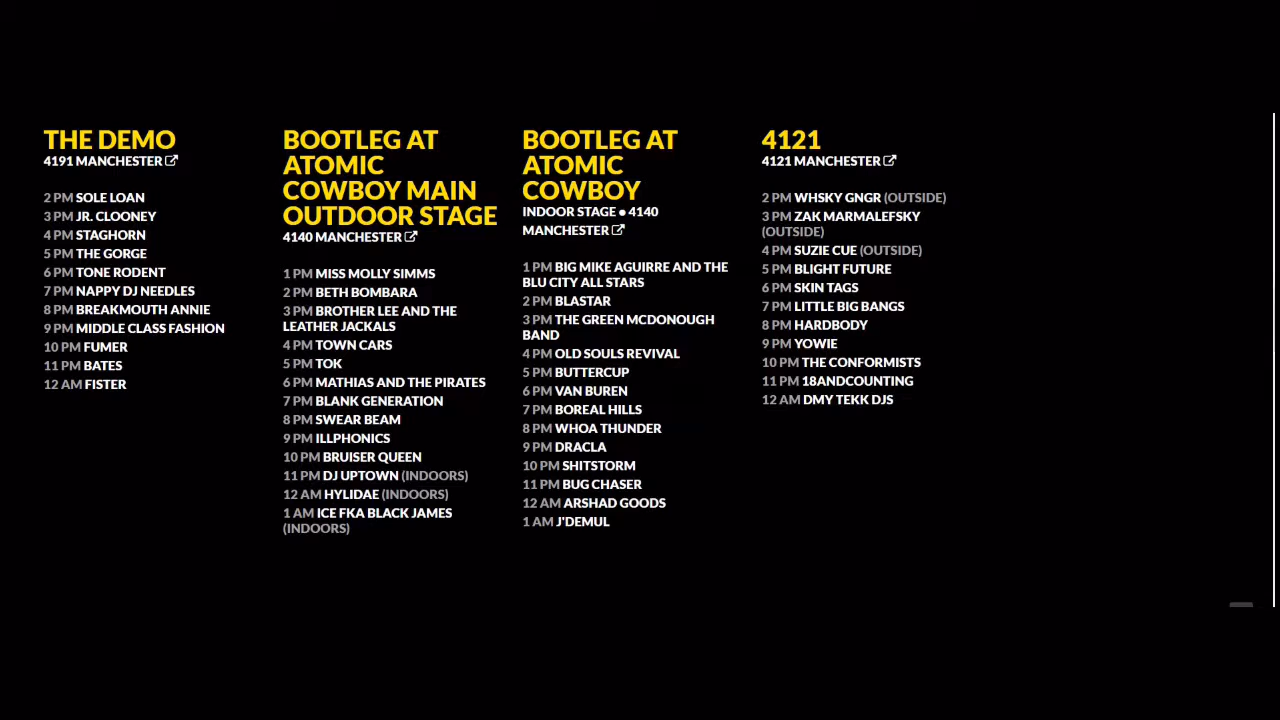 THE DEMO
4191 MANCHESTER
2 PM SOLE LOAN
3 PM JR. CLOONEY
4 PM STAGHORN
5 PM THE GORGE
6 PM TONE RODENT
7 PM NAPPY DJ NEEDLES
8 PM BREAKMOUTH ANNIE
9 PM MIDDLE CLASS FASHION
10 PM FUMER
11 PM BATES
12 AM FISTER
BOOTLEG AT
ATOMIC
COWBOY MAIN
OUTDOOR STAGE
4140 MANCHESTER
1 PM MISS MOLLY SIMMS
2 PM BETH BOMBARA
3 PM BROTHER LEE AND THE
LEATHER JACKALS
4 PM TOWN CARS
5 PM TOK
6 PM MATHIAS AND THE PIRATES
7 PM BLANK GENERATION
8 PM SWEAR BEAM
9 PM ILLPHONICS
10 PM BRUISER QUEEN
11 PM DJ UPTOWN (INDOORS)
12 AM HYLIDAE (INDOORS)
1 AM ICE FKA BLACK JAMES
(INDOORS)
BOOTLEG AT
ATOMIC
COWBOY
INDOOR STAGE ● 4140
MANCHESTER
1 PM BIG MIKE AGUIRRE AND THE
BLU CITY ALL STARS
2 PM BLASTAR
3 PM THE GREEN MCDONOUGH
BAND
4 PM OLD SOULS REVIVAL
5 PM BUTTERCUP
6 PM VAN BUREN
7 PM BOREAL HILLS
8 PM WHOA THUNDER
9 PM DRACLA
10 PM SHITSTORM
11 PM BUG CHASER
12 AM ARSHAD GOODS
1 AM J'DEMUL
4121
4121 MANCHESTER
2 PM WHSKY GNGR (OUTSIDE)
3 PM ZAK MARMALEFSKY
(OUTSIDE)
4 PM SUZIE CUE (OUTSIDE)
5 PM BLIGHT FUTURE
6 PM SKIN TAGS
7 PM LITTLE BIG BANGS
8 PM HARDBODY
9 PM YOWIE
10 PM THE CONFORMISTS
11 PM 18ANDCOUNTING
12 AM DMY TEKK DJS